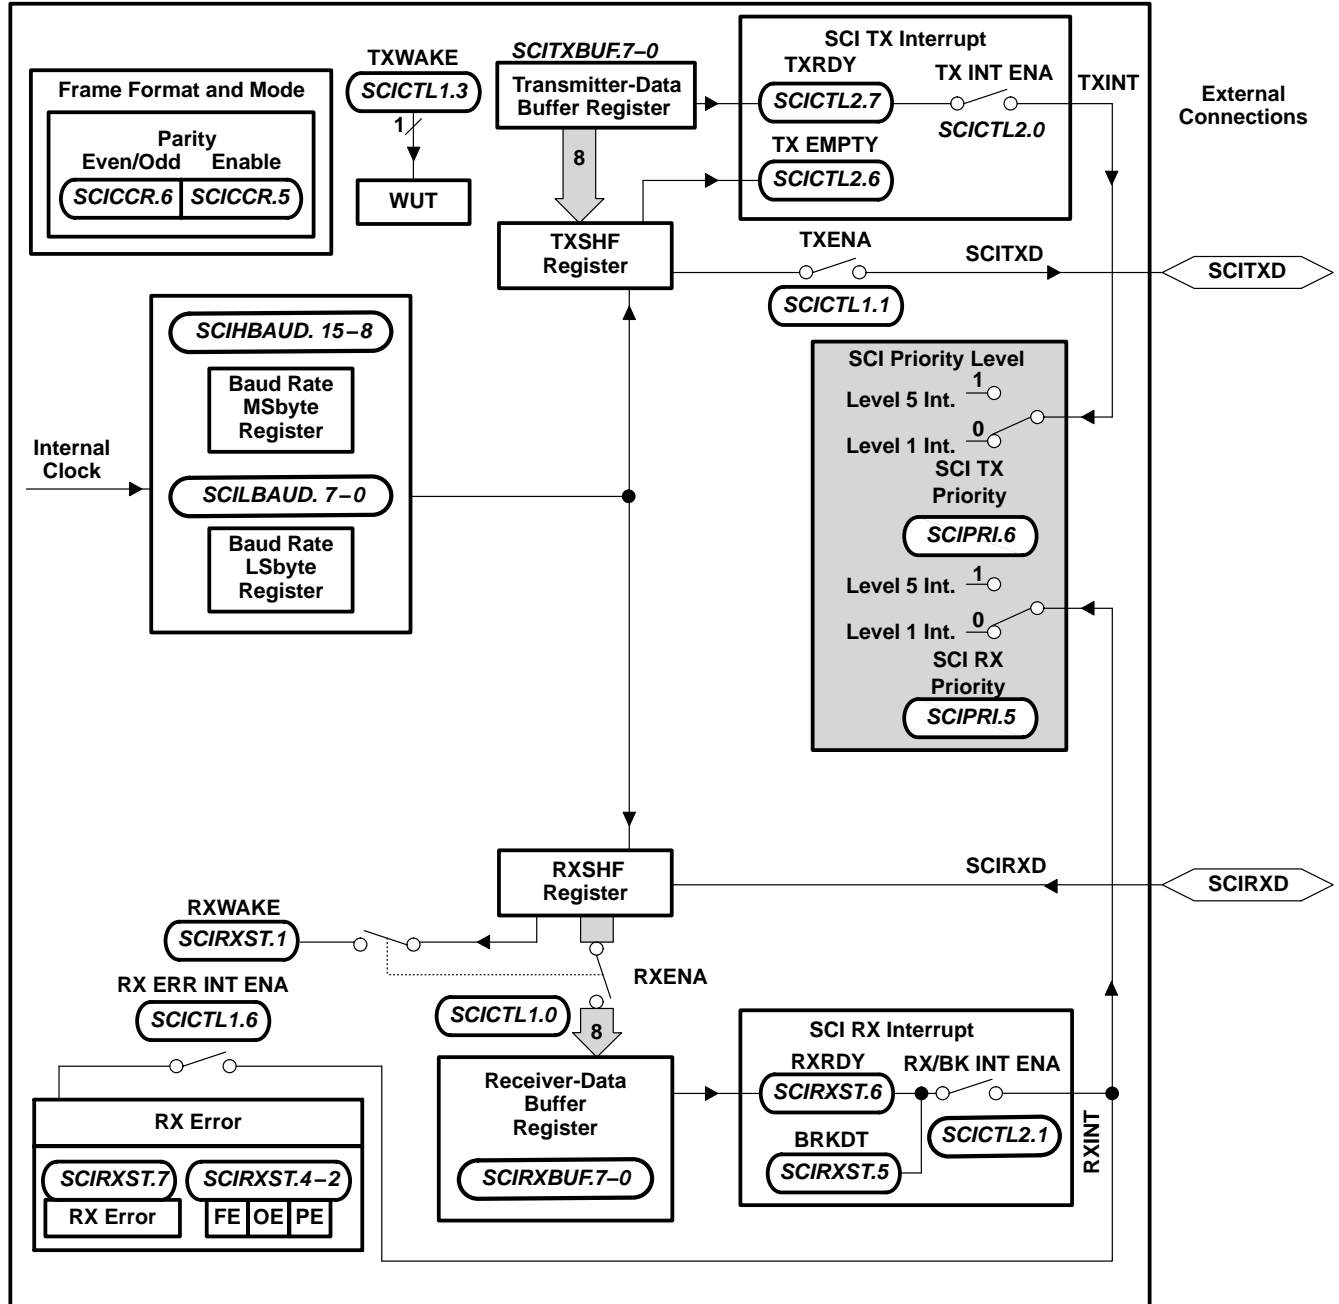 Frame Format and Mode
Parity
Even/Odd Enable
SCICCR.6 SCICCR.5
TXWAKE
SCICTL1.3
1
WUT
SCITXBUF.7–0
Transmitter-Data
Buffer Register
8
TXSHF
Register
SCI TX Interrupt
TXRDY
SCICTL2.7
TX INT ENA
SCICTL2.0
TX EMPTY
SCICTL2.6
TXINT
External
Connections
TXENA
SCICTL1.1
SCITXD
SCITXD
SCIHBAUD. 15–8
Baud Rate
MSbyte
Register
Internal
Clock
SCILBAUD. 7–0
Baud Rate
LSbyte
Register
SCI Priority Level
1
Level 5 Int.
0
Level 1 Int.
SCI TX
Priority
SCIPRI.6
1
Level 5 Int.
0
Level 1 Int.
SCI RX
Priority
SCIPRI.5
RXSHF
Register
SCIRXD
SCIRXD
RXWAKE
SCIRXST.1
RXENA
RX ERR INT ENA
SCICTL1.6
SCICTL1.0
8
Receiver-Data
Buffer
Register
SCIRXBUF.7–0
SCI RX Interrupt
RXRDY
SCIRXST.6
RX/BK INT ENA
SCICTL2.1
BRKDT
SCIRXST.5
RXINT
RX Error
SCIRXST.7 SCIRXST.4–2
RX Error FE OE PE